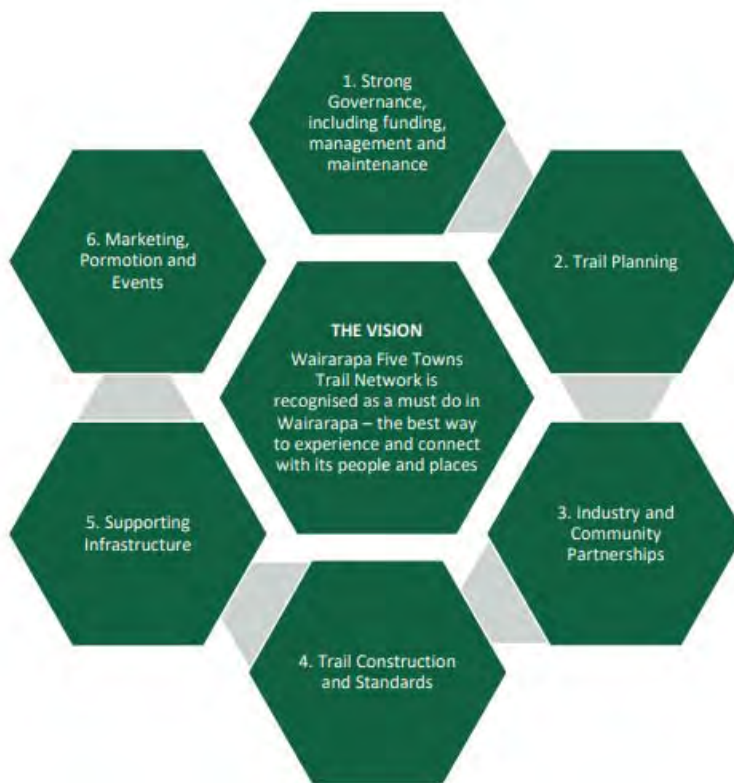 1. Strong
Governance,
including funding,
management and
maintenance
2. Trail Planning
3. Industry and
Community
Partnerships
4. Trail Construction
and Standards
5. Supporting
Infrastructure
6. Marketing,
Pormotion and
Events
THE VISION
Wairarapa Five Towns
Trail Network is
recognised as a must do in
Wairarapa – the best way
to experience and connect
with its people and places